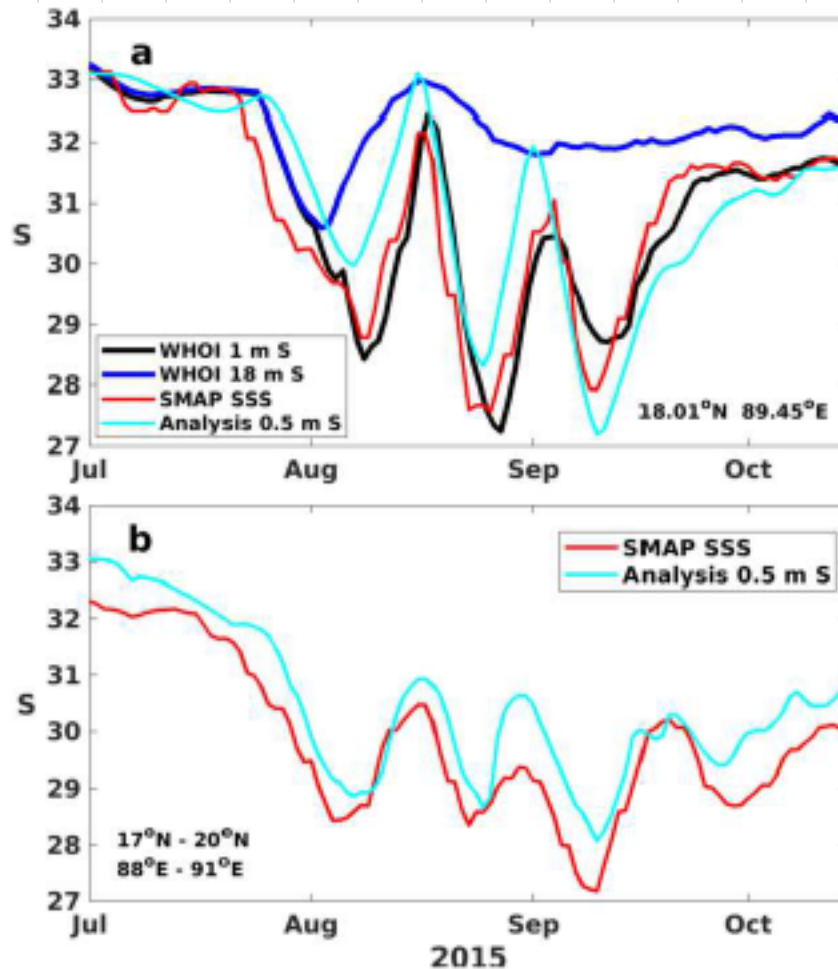 34
a
33
32
31
S
30
29
28
27
WHOI 1 m S
WHOI 18 m S
SMAP SSS
Analysis 0.5 m S
18.01°N 89.45°E
Jul Aug Sep Oct
34
b
33
32
31
S
30
29
28
27
SMAP SSS
Analysis 0.5 m S
17°N - 20°N
88°E - 91°E
Jul Aug Sep Oct
2015